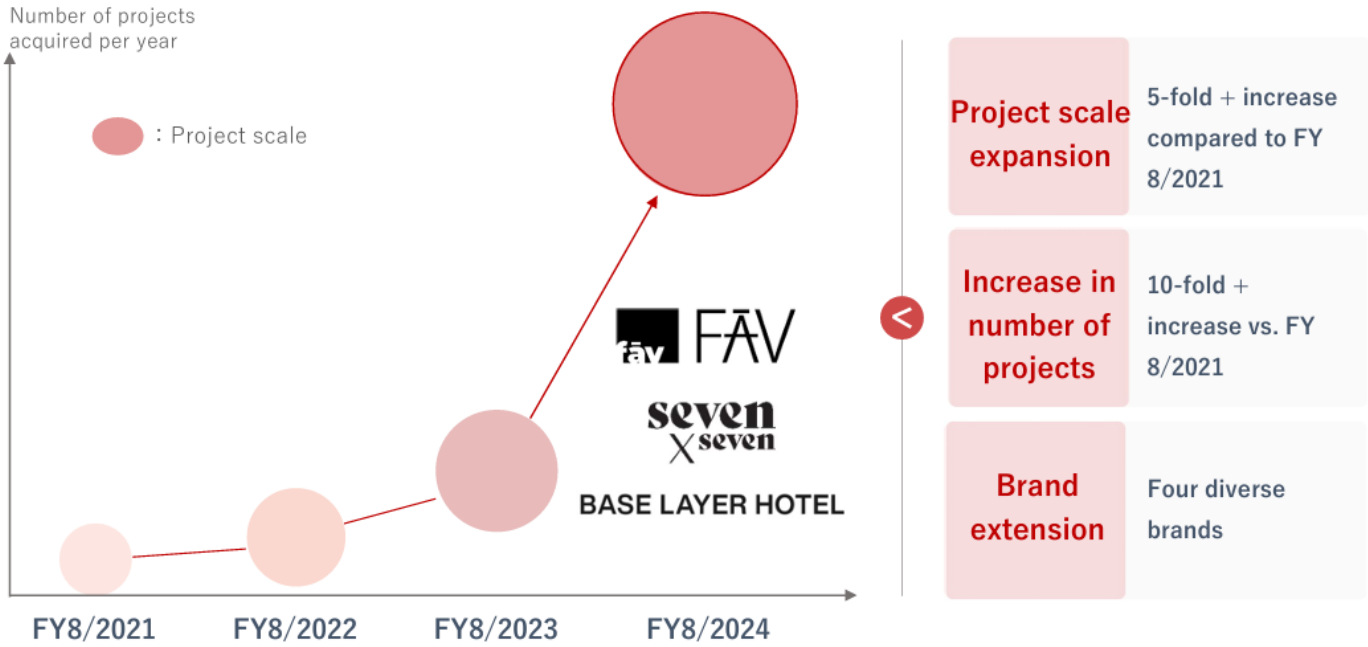 Number of projects
acquired per year
: Project scale
fāv
FĀV
seven
X seven
BASE LAYER HOTEL
FY8/2021
FY8/2022
FY8/2023
FY8/2024
<
Project scale
expansion
5-fold + increase
compared to FY
8/2021
Increase in
number of
projects
10-fold +
increase vs. FY
8/2021
Brand
extension
Four diverse
brands